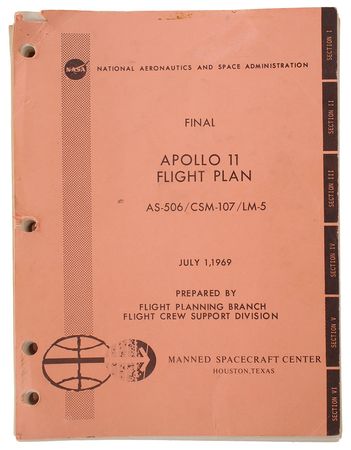 NASA
NATIONAL AERONAUTICS AND SPACE ADMINISTRATION
FINAL
APOLLO 11
FLIGHT PLAN
AS-506/CSM-107/LM-5
JULY 1,1969
PREPARED BY
FLIGHT PLANNING BRANCH
FLIGHT CREW SUPPORT DIVISION
MANNED SPACECRAFT CENTER
HOUSTON,TEXAS
SECTION I
SECTION II
SECTION III
SECTION IV
SECTION V
SECTION VI